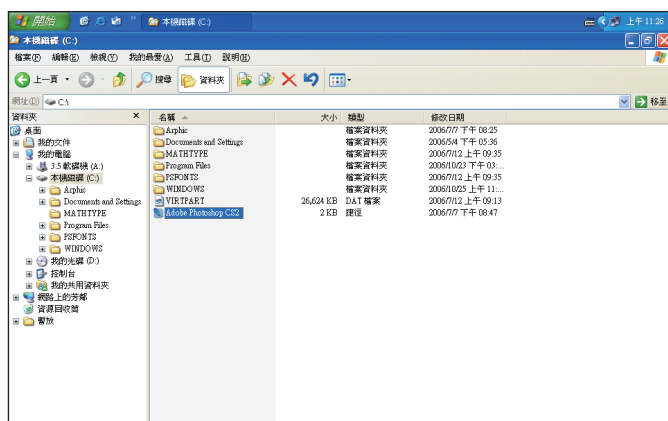 開始 » 本機磁碟 (C:) 上午 11:26
本機磁碟 (C:)
檔案(F) 編輯(E) 檢視(V) 我的最愛(A) 工具(T) 說明(H)
上一頁 搜尋 資料夾
網址(D) C:\ 移至
資料夾 × 名稱 大小 類型 修改日期
桌面
我的文件
我的電腦
3.5 軟碟機 (A:)
本機磁碟 (C:)
Arphic
Documents and Settings
MATHTYPE
Program Files
PSFONTS
WINDOWS
我的光碟 (D:)
控制台
我的共用資料夾
網路上的芳鄰
資源回收筒
暫放
Arphic 檔案資料夾 2006/7/7 下午 08:25
Documents and Settings 檔案資料夾 2006/5/4 下午 05:36
MATHTYPE 檔案資料夾 2006/7/12 上午 09:35
Program Files 檔案資料夾 2006/10/23 下午 03:...
PSFONTS 檔案資料夾 2006/7/12 上午 09:35
WINDOWS 檔案資料夾 2006/10/25 上午 11:...
VIRTPART 26,624 KB DAT 檔案 2006/7/12 上午 09:13
Adobe Photoshop CS2 2 KB 捷徑 2006/7/7 下午 08:47